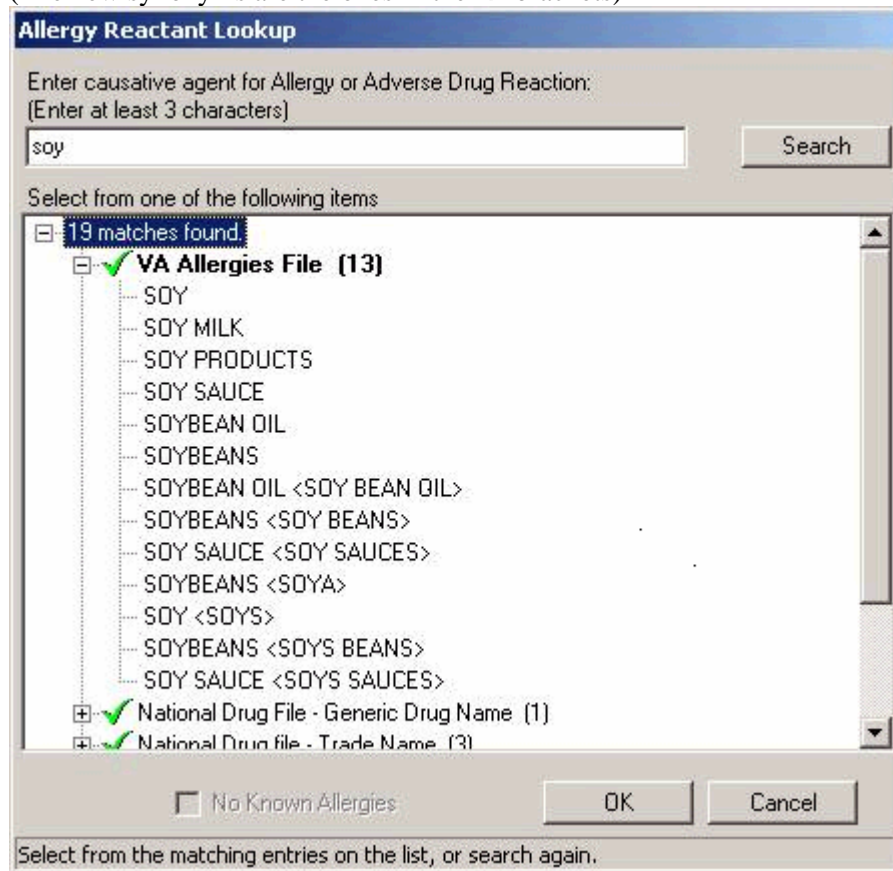 Allergy Reactant Lookup
Enter causative agent for Allergy or Adverse Drug Reaction:
(Enter at least 3 characters)
soy
Search
Select from one of the following items
19 matches found.
VA Allergies File (13)
SOY
SOY MILK
SOY PRODUCTS
SOY SAUCE
SOYBEAN OIL
SOYBEANS
SOYBEAN OIL <SOY BEAN OIL>
SOYBEANS <SOY BEANS>
SOY SAUCE <SOY SAUCES>
SOYBEANS <SOYA>
SOY <SOYS>
SOYBEANS <SOYS BEANS>
SOY SAUCE <SOYS SAUCES>
National Drug File - Generic Drug Name (1)
National Drug file - Trade Name (3)
No Known Allergies
OK
Cancel
Select from the matching entries on the list, or search again.